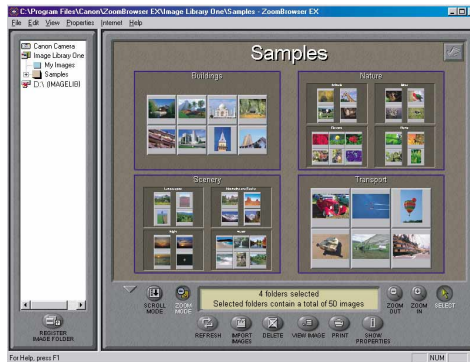 C:\Program Files\Canon\ZoomBrowser EX\Image Library One\Samples - ZoomBrowser EX
File Edit View Properties Internet Help
Canon Camera
Image Library One
My Images
Samples
D:\ (IMAGELIB)
REGISTER
IMAGE FOLDER
Samples
Buildings
Nature
Scenery
Transport
SCROLL
MODE
ZOOM
MODE
4 folders selected
Selected folders contain a total of 50 images
ZOOM
OUT
ZOOM
IN
SELECT
REFRESH
IMPORT
IMAGES
DELETE
VIEW IMAGE
PRINT
SHOW
PROPERTIES
For Help, press F1
NUM